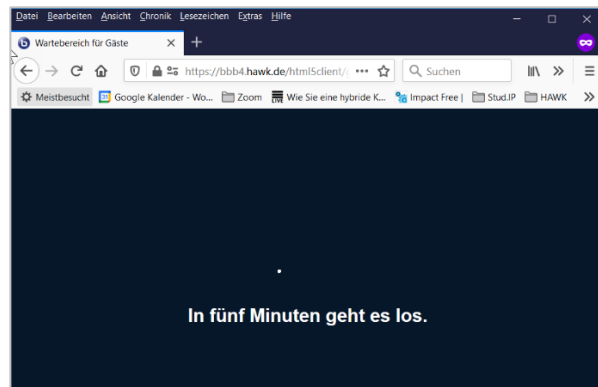 Datei Bearbeiten Ansicht Chronik Lesezeichen Extras Hilfe
Wartebereich für Gäste
https://bbb4.hawk.de/html5client/
Suchen
Meistbesucht
Google Kalender - Wo...
Zoom
Wie Sie eine hybride K...
Impact Free |
Stud.IP
HAWK
In fünf Minuten geht es los.